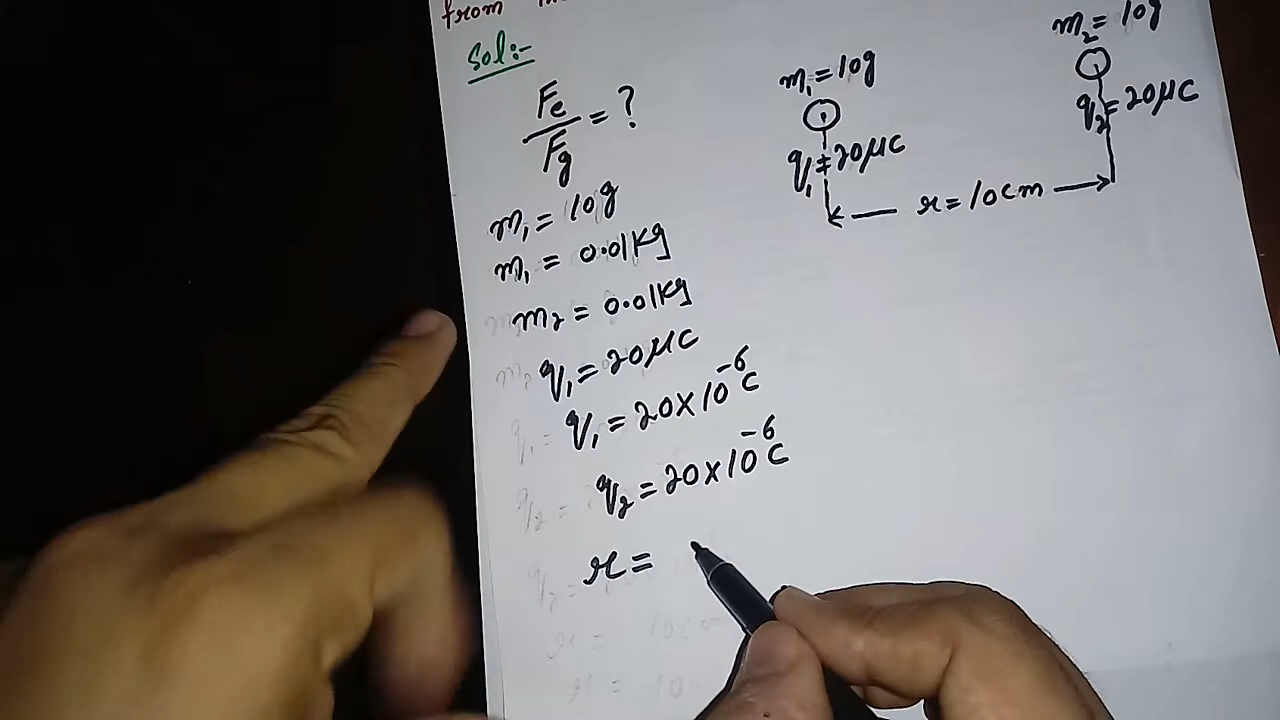 from
Sol:-
Fe/Fg = ?
m₁ = 10g
m₁ = 0.01kg
m₂ = 0.01kg
q₁ = 20μC
q₁ = 20×10⁻⁶C
q₂ = 20×10⁻⁶C
r =
m₁ = 10g
q₁ = 20μC
m₂ = 10g
q₂ = 20μC
r = 10cm